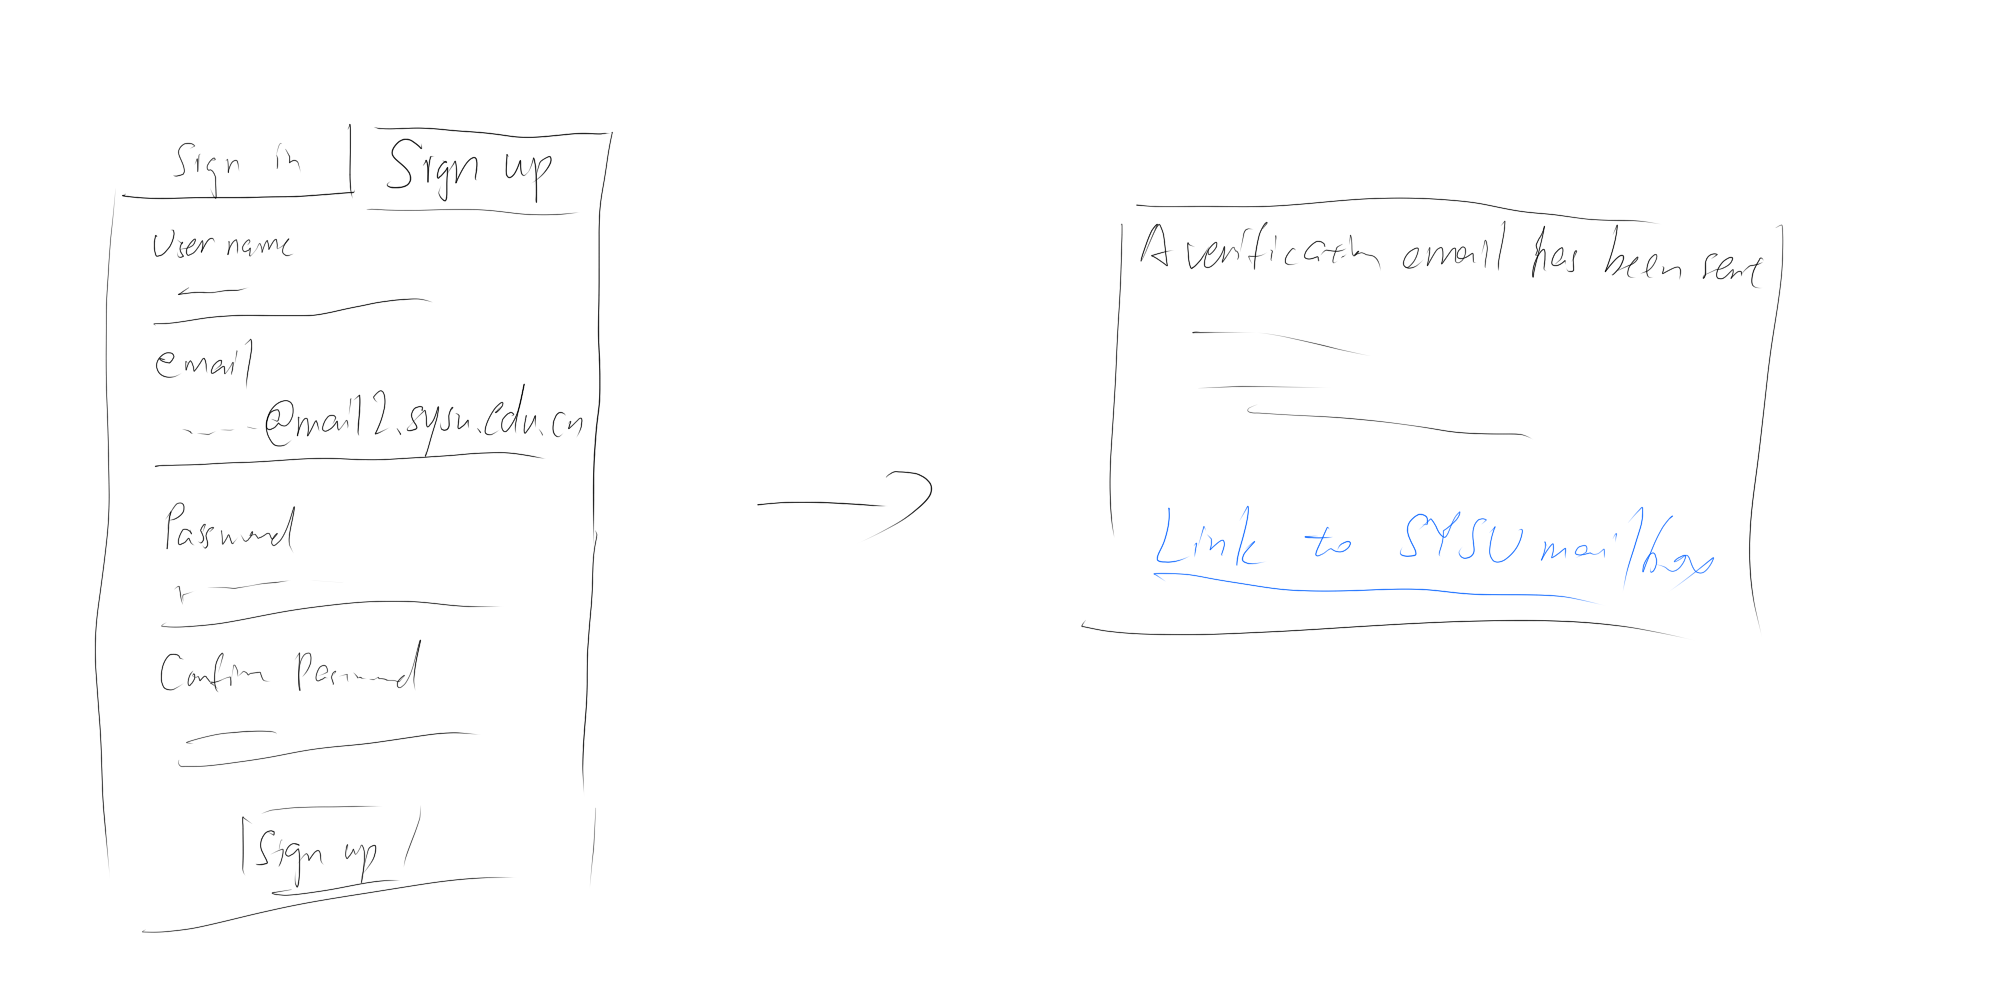 Sign in
Sign up
User name
email
@mail2.sysu.edu.cn
Password
Confirm Password
Sign up
A verification email has been sent
Link to SYSU mailbox